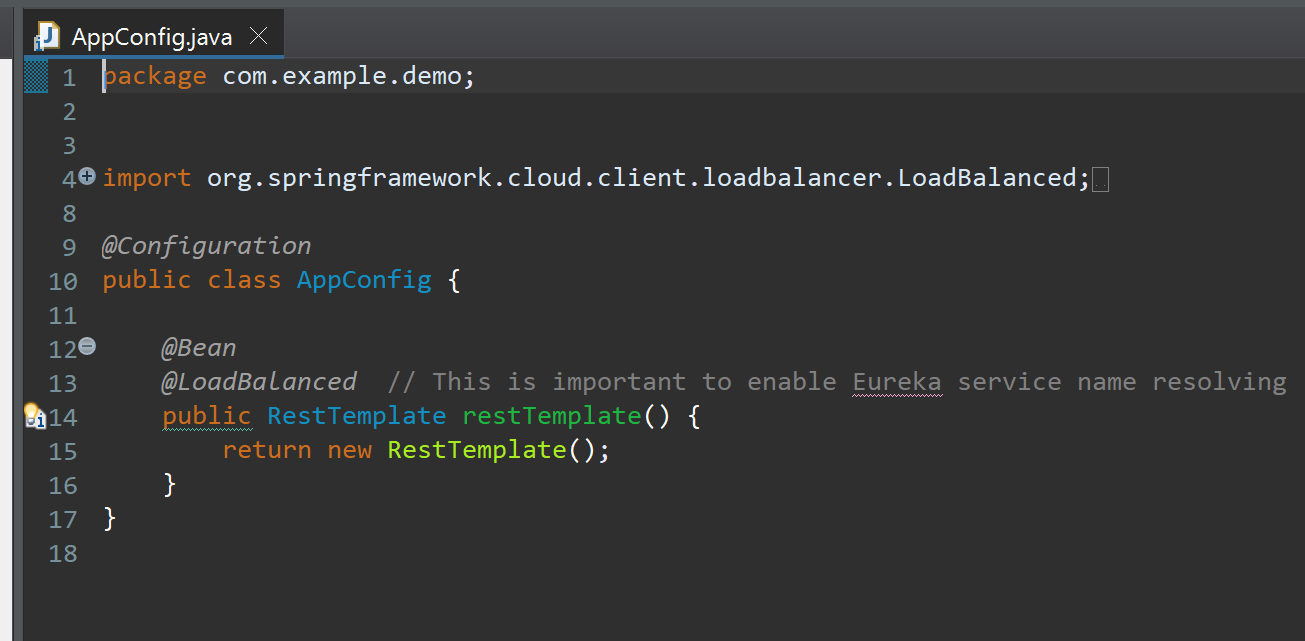 AppConfig.java
1 package com.example.demo;
2
3
4 import org.springframework.cloud.client.loadbalancer.LoadBalanced;
8
9 @Configuration
10 public class AppConfig {
11
12 @Bean
13 @LoadBalanced // This is important to enable Eureka service name resolving
14 public RestTemplate restTemplate() {
15 return new RestTemplate();
16 }
17 }
18